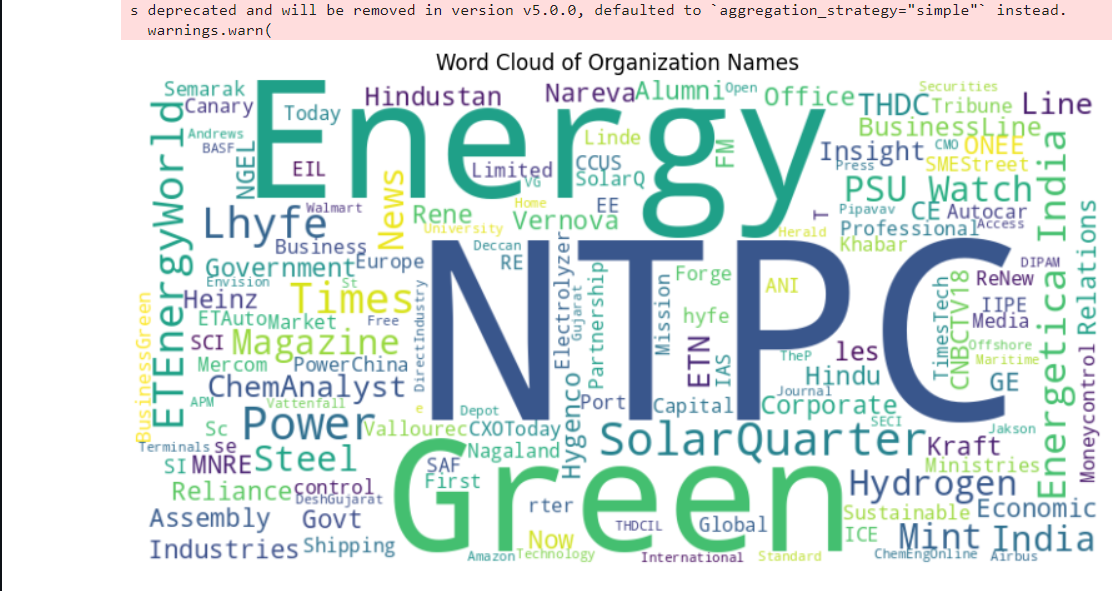 s deprecated and will be removed in version v5.0.0, defaulted to `aggregation_strategy="simple"` instead.
warnings.warn(
Word Cloud of Organization Names
Semarak
Canary
Today
Hindustan
Nareva
Alumni
Open
Office
Securities
THDC
Tribune
Line
Energy
Andrews
BASF
NGEL
EIL
Limited
VG
Linde
CCUS
SolarQ
FM
BusinessLine
Insight
CMO
ONEE
Press
SMEStreet
PSU Watch
ETEnergyWorld
Lhyfe
Walmart
News
Rene
University
Home
Vernova
EE
T
Pipavav
CE
Autocar
Herald
Professional
Access
Khabar
Business
Europe
Deccan
RE
Electrolyzer
Government
Envision
St
Heinz
Times
ETAuto
Market
Free
DirectIndustry
NTPC
Gujarat
Partnership
Mission
Forge
hyfe
ANI
ETN
IAS
TheP
les
Hindu
Journal
TimesTech
CNBCTV18
DIPAM
ReNew
IIPE
Media
Offshore
Maritime
GE
Energetica India
Moneycontrol
Relations
BusinessGreen
SCI
Magazine
Mercom
PowerChina
ChemAnalyst
APM
Vattenfall
e
Depot
Port
Capital
Corporate
SECI
Jakson
Sc
Power
Vallourec
CXOToday
Hygenco
SolarQuarter
Kraft
Terminals
se
SI
MNRE
Steel
SAF
Nagaland
First
Green
Ministries
Reliance
control
DeshGujarat
Hydrogen
Assembly
Govt
rter
THDCIL
Global
Sustainable
Economic
Industries
Shipping
Now
Amazon
Technology
International
Standard
ICE
Mint
India
ChemEngOnline
Airbus